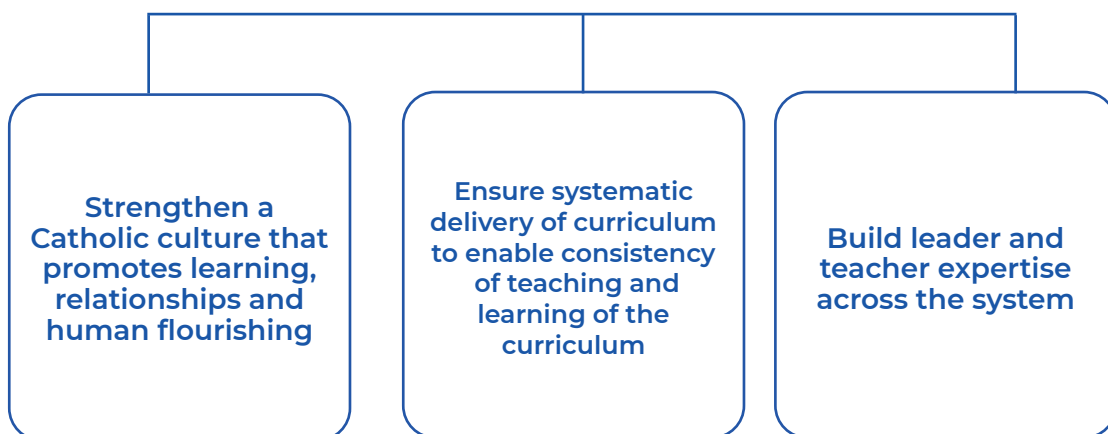 Strengthen a
Catholic culture that
promotes learning,
relationships and
human flourishing
Ensure systematic
delivery of curriculum
to enable consistency
of teaching and
learning of the
curriculum
Build leader and
teacher expertise
across the system